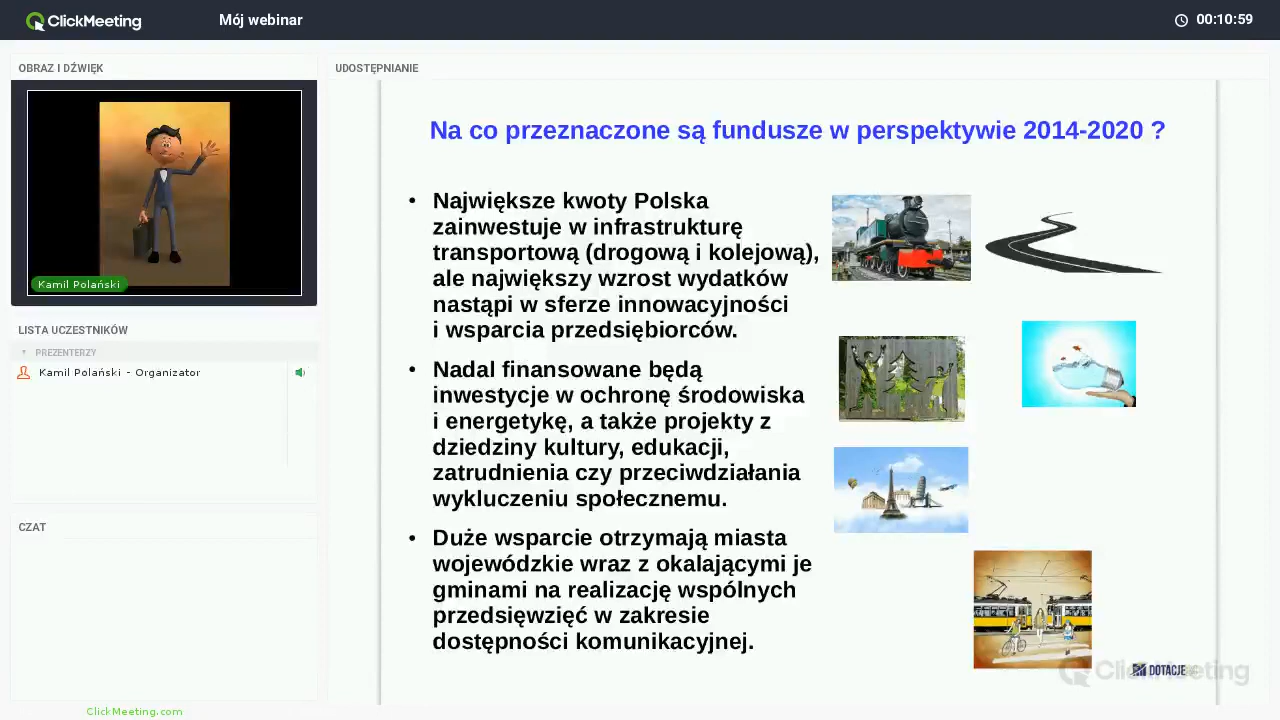 ClickMeeting
Mój webinar
00:10:59
OBRAZ I DŹWIĘK
Kamil Polański
LISTA UCZESTNIKÓW
PREZENTERZY
Kamil Polański - Organizator
CZAT
ClickMeeting.com
UDOSTĘPNIANIE
Na co przeznaczone są fundusze w perspektywie 2014-2020 ?
• Największe kwoty Polska
zainwestuje w infrastrukturę
transportową (drogową i kolejową),
ale największy wzrost wydatków
nastąpi w sferze innowacyjności
i wsparcia przedsiębiorców.
• Nadal finansowane będą
inwestycje w ochronę środowiska
i energetykę, a także projekty z
dziedziny kultury, edukacji,
zatrudnienia czy przeciwdziałania
wykluczeniu społecznemu.
• Duże wsparcie otrzymają miasta
wojewódzkie wraz z okalającymi je
gminami na realizację wspólnych
przedsięwzięć w zakresie
dostępności komunikacyjnej.
DOTACJE
ClickMeeting